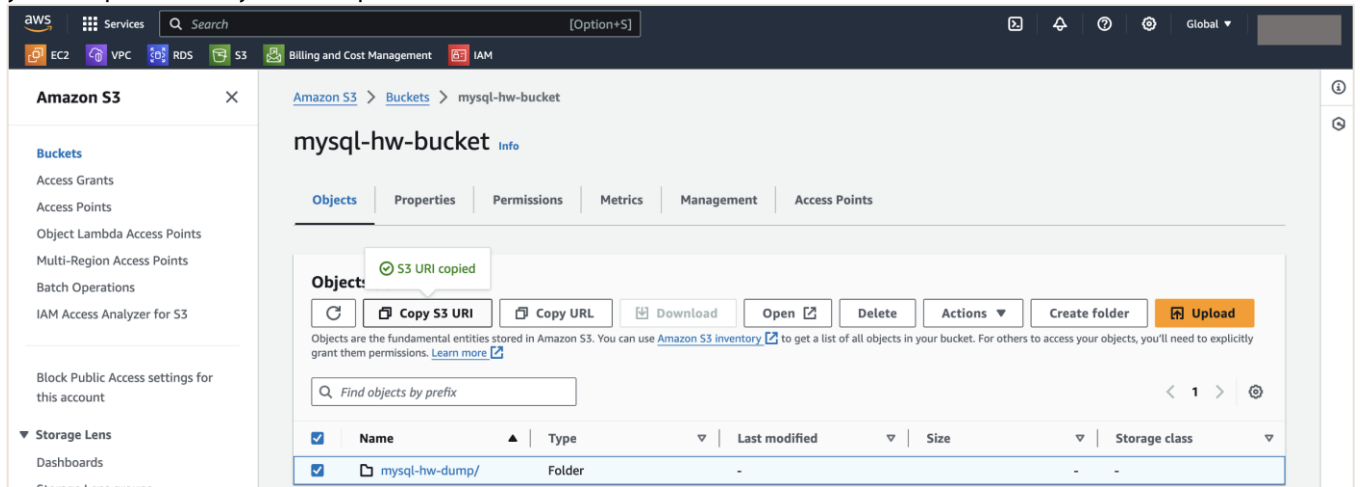 aws Services Search [Option+S] Global ▼
EC2 VPC RDS S3 Billing and Cost Management IAM
Amazon S3
Buckets
Access Grants
Access Points
Object Lambda Access Points
Multi-Region Access Points
Batch Operations
IAM Access Analyzer for S3
Block Public Access settings for
this account
▼ Storage Lens
Dashboards
Amazon S3 > Buckets > mysql-hw-bucket
mysql-hw-bucket Info
Objects Properties Permissions Metrics Management Access Points
S3 URI copied
Objects
Copy S3 URI Copy URL Download Open Delete Actions ▼ Create folder Upload
Objects are the fundamental entities stored in Amazon S3. You can use Amazon S3 inventory to get a list of all objects in your bucket. For others to access your objects, you'll need to explicitly
grant them permissions. Learn more
Find objects by prefix < 1 >
Name ▲ Type Last modified Size Storage class
mysql-hw-dump/ Folder - - -